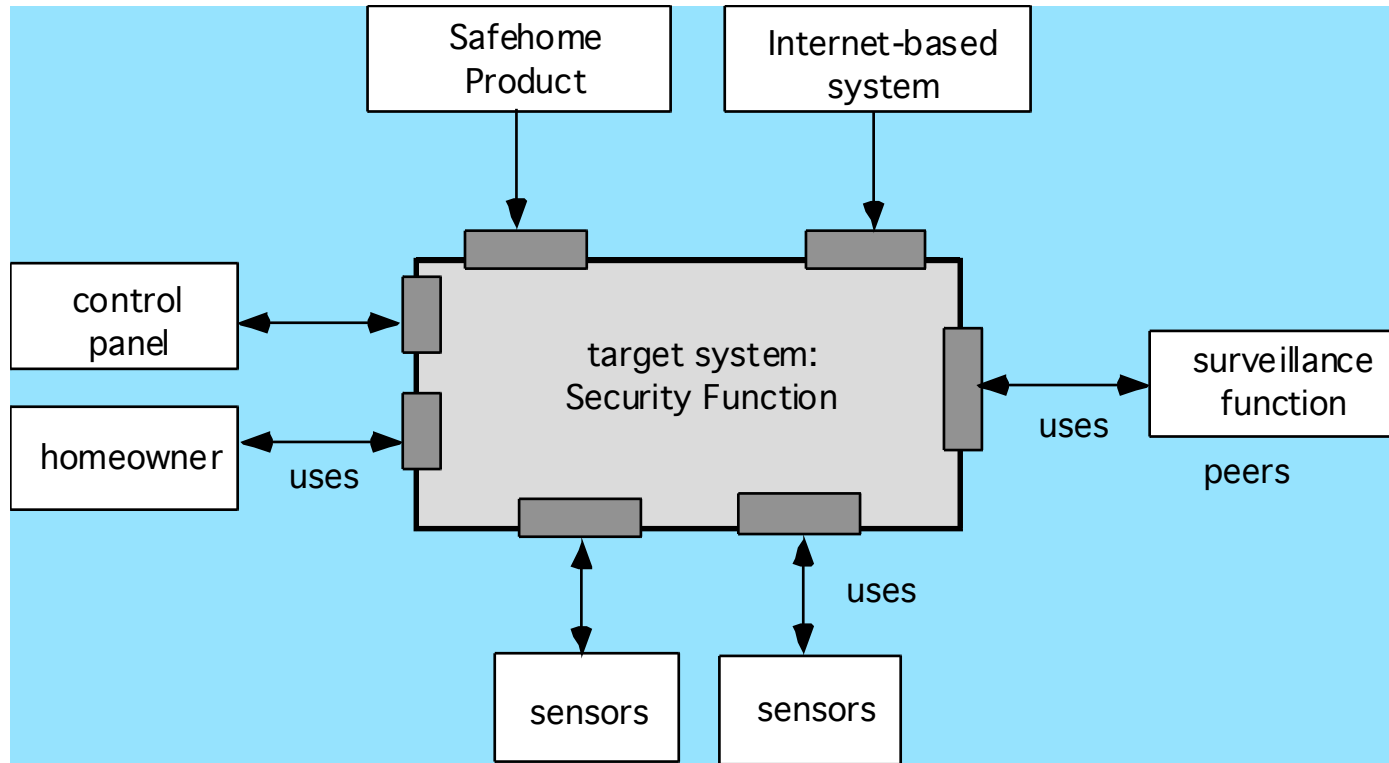 Safehome
Product
Internet-based
system
control
panel
target system:
Security Function
surveillance
function
homeowner
uses
uses
peers
uses
sensors
sensors